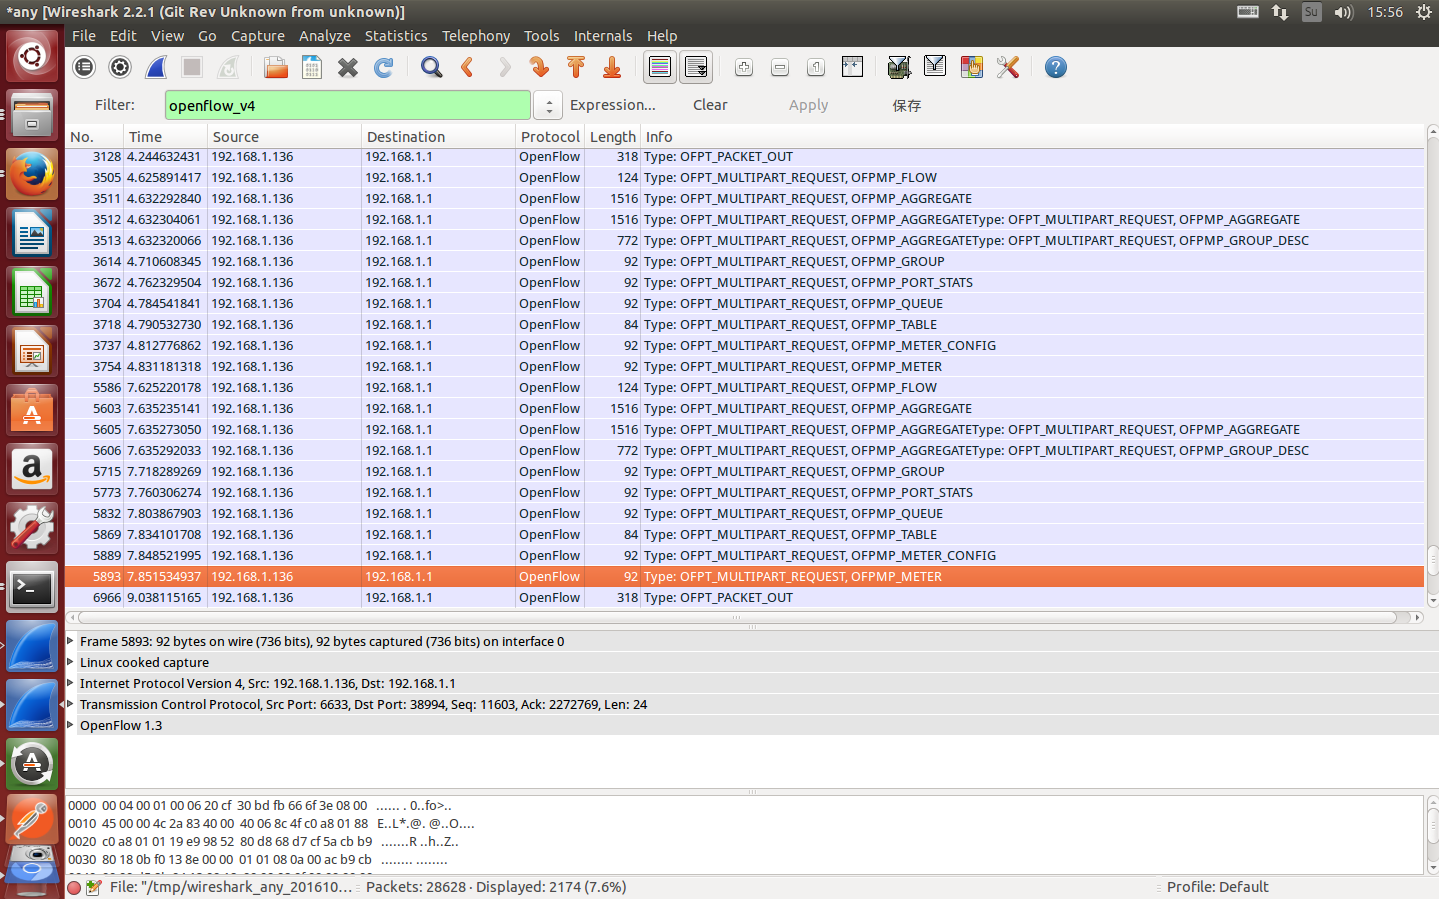 *any [Wireshark 2.2.1 (Git Rev Unknown from unknown)]
Su 15:56
File Edit View Go Capture Analyze Statistics Telephony Tools Internals Help
Filter: openflow_v4 Expression... Clear Apply 保存
No. Time Source Destination Protocol Length Info
3128 4.244632431 192.168.1.136 192.168.1.1 OpenFlow 318 Type: OFPT_PACKET_OUT
3505 4.625891417 192.168.1.136 192.168.1.1 OpenFlow 124 Type: OFPT_MULTIPART_REQUEST, OFPMP_FLOW
3511 4.632292840 192.168.1.136 192.168.1.1 OpenFlow 1516 Type: OFPT_MULTIPART_REQUEST, OFPMP_AGGREGATE
3512 4.632304061 192.168.1.136 192.168.1.1 OpenFlow 1516 Type: OFPT_MULTIPART_REQUEST, OFPMP_AGGREGATEType: OFPT_MULTIPART_REQUEST, OFPMP_AGGREGATE
3513 4.632320066 192.168.1.136 192.168.1.1 OpenFlow 772 Type: OFPT_MULTIPART_REQUEST, OFPMP_AGGREGATEType: OFPT_MULTIPART_REQUEST, OFPMP_GROUP_DESC
3614 4.710608345 192.168.1.136 192.168.1.1 OpenFlow 92 Type: OFPT_MULTIPART_REQUEST, OFPMP_GROUP
3672 4.762329504 192.168.1.136 192.168.1.1 OpenFlow 92 Type: OFPT_MULTIPART_REQUEST, OFPMP_PORT_STATS
3704 4.784541841 192.168.1.136 192.168.1.1 OpenFlow 92 Type: OFPT_MULTIPART_REQUEST, OFPMP_QUEUE
3718 4.790532730 192.168.1.136 192.168.1.1 OpenFlow 84 Type: OFPT_MULTIPART_REQUEST, OFPMP_TABLE
3737 4.812776862 192.168.1.136 192.168.1.1 OpenFlow 92 Type: OFPT_MULTIPART_REQUEST, OFPMP_METER_CONFIG
3754 4.831181318 192.168.1.136 192.168.1.1 OpenFlow 92 Type: OFPT_MULTIPART_REQUEST, OFPMP_METER
5586 7.625220178 192.168.1.136 192.168.1.1 OpenFlow 124 Type: OFPT_MULTIPART_REQUEST, OFPMP_FLOW
5603 7.635235141 192.168.1.136 192.168.1.1 OpenFlow 1516 Type: OFPT_MULTIPART_REQUEST, OFPMP_AGGREGATE
5605 7.635273050 192.168.1.136 192.168.1.1 OpenFlow 1516 Type: OFPT_MULTIPART_REQUEST, OFPMP_AGGREGATEType: OFPT_MULTIPART_REQUEST, OFPMP_AGGREGATE
5606 7.635292033 192.168.1.136 192.168.1.1 OpenFlow 772 Type: OFPT_MULTIPART_REQUEST, OFPMP_AGGREGATEType: OFPT_MULTIPART_REQUEST, OFPMP_GROUP_DESC
5715 7.718289269 192.168.1.136 192.168.1.1 OpenFlow 92 Type: OFPT_MULTIPART_REQUEST, OFPMP_GROUP
5773 7.760306274 192.168.1.136 192.168.1.1 OpenFlow 92 Type: OFPT_MULTIPART_REQUEST, OFPMP_PORT_STATS
5832 7.803867903 192.168.1.136 192.168.1.1 OpenFlow 92 Type: OFPT_MULTIPART_REQUEST, OFPMP_QUEUE
5869 7.834101708 192.168.1.136 192.168.1.1 OpenFlow 84 Type: OFPT_MULTIPART_REQUEST, OFPMP_TABLE
5889 7.848521995 192.168.1.136 192.168.1.1 OpenFlow 92 Type: OFPT_MULTIPART_REQUEST, OFPMP_METER_CONFIG
5893 7.851534937 192.168.1.136 192.168.1.1 OpenFlow 92 Type: OFPT_MULTIPART_REQUEST, OFPMP_METER
6966 9.038115165 192.168.1.136 192.168.1.1 OpenFlow 318 Type: OFPT_PACKET_OUT
Frame 5893: 92 bytes on wire (736 bits), 92 bytes captured (736 bits) on interface 0
Linux cooked capture
Internet Protocol Version 4, Src: 192.168.1.136, Dst: 192.168.1.1
Transmission Control Protocol, Src Port: 6633, Dst Port: 38994, Seq: 11603, Ack: 2272769, Len: 24
OpenFlow 1.3
0000 00 04 00 01 00 06 20 cf 30 bd fb 66 6f 3e 08 00 ...... . 0..fo>..
0010 45 00 00 4c 2a 83 40 00 40 06 8c 4f c0 a8 01 88 E..L*.@. @..O....
0020 c0 a8 01 01 19 e9 98 52 80 d8 68 d7 cf 5a cb b9 .......R ..h..Z..
0030 80 18 0b f0 13 8e 00 00 01 01 08 0a 00 ac b9 cb ........ ........
File: "/tmp/wireshark_any_201610... Packets: 28628 · Displayed: 2174 (7.6%) Profile: Default